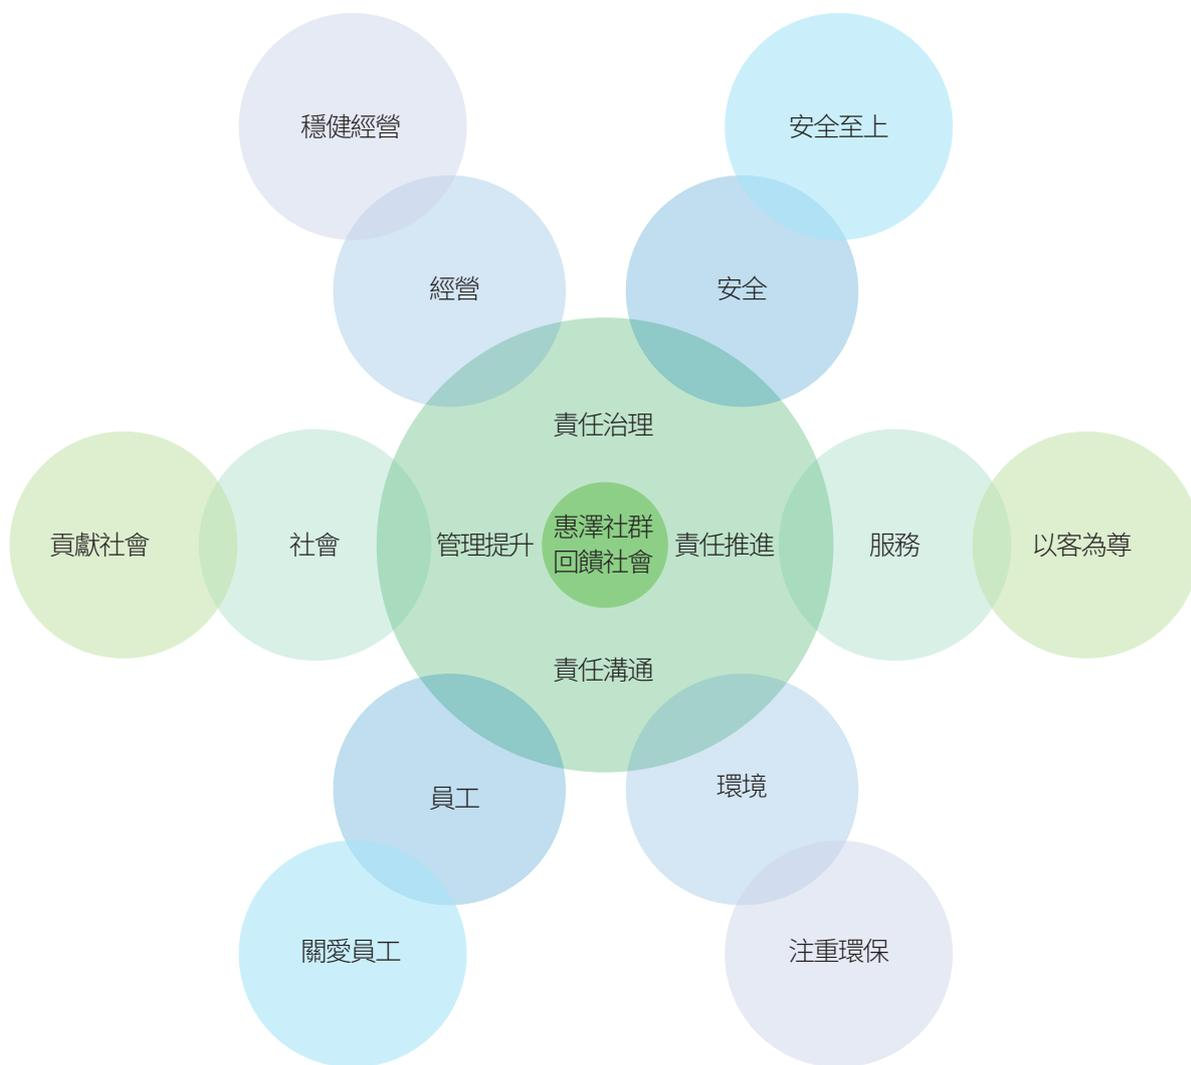 穩健經營
安全至上
經營
安全
責任治理
貢獻社會
社會
管理提升
惠澤社群
回饋社會
責任推進
服務
以客為尊
責任溝通
員工
環境
關愛員工
注重環保